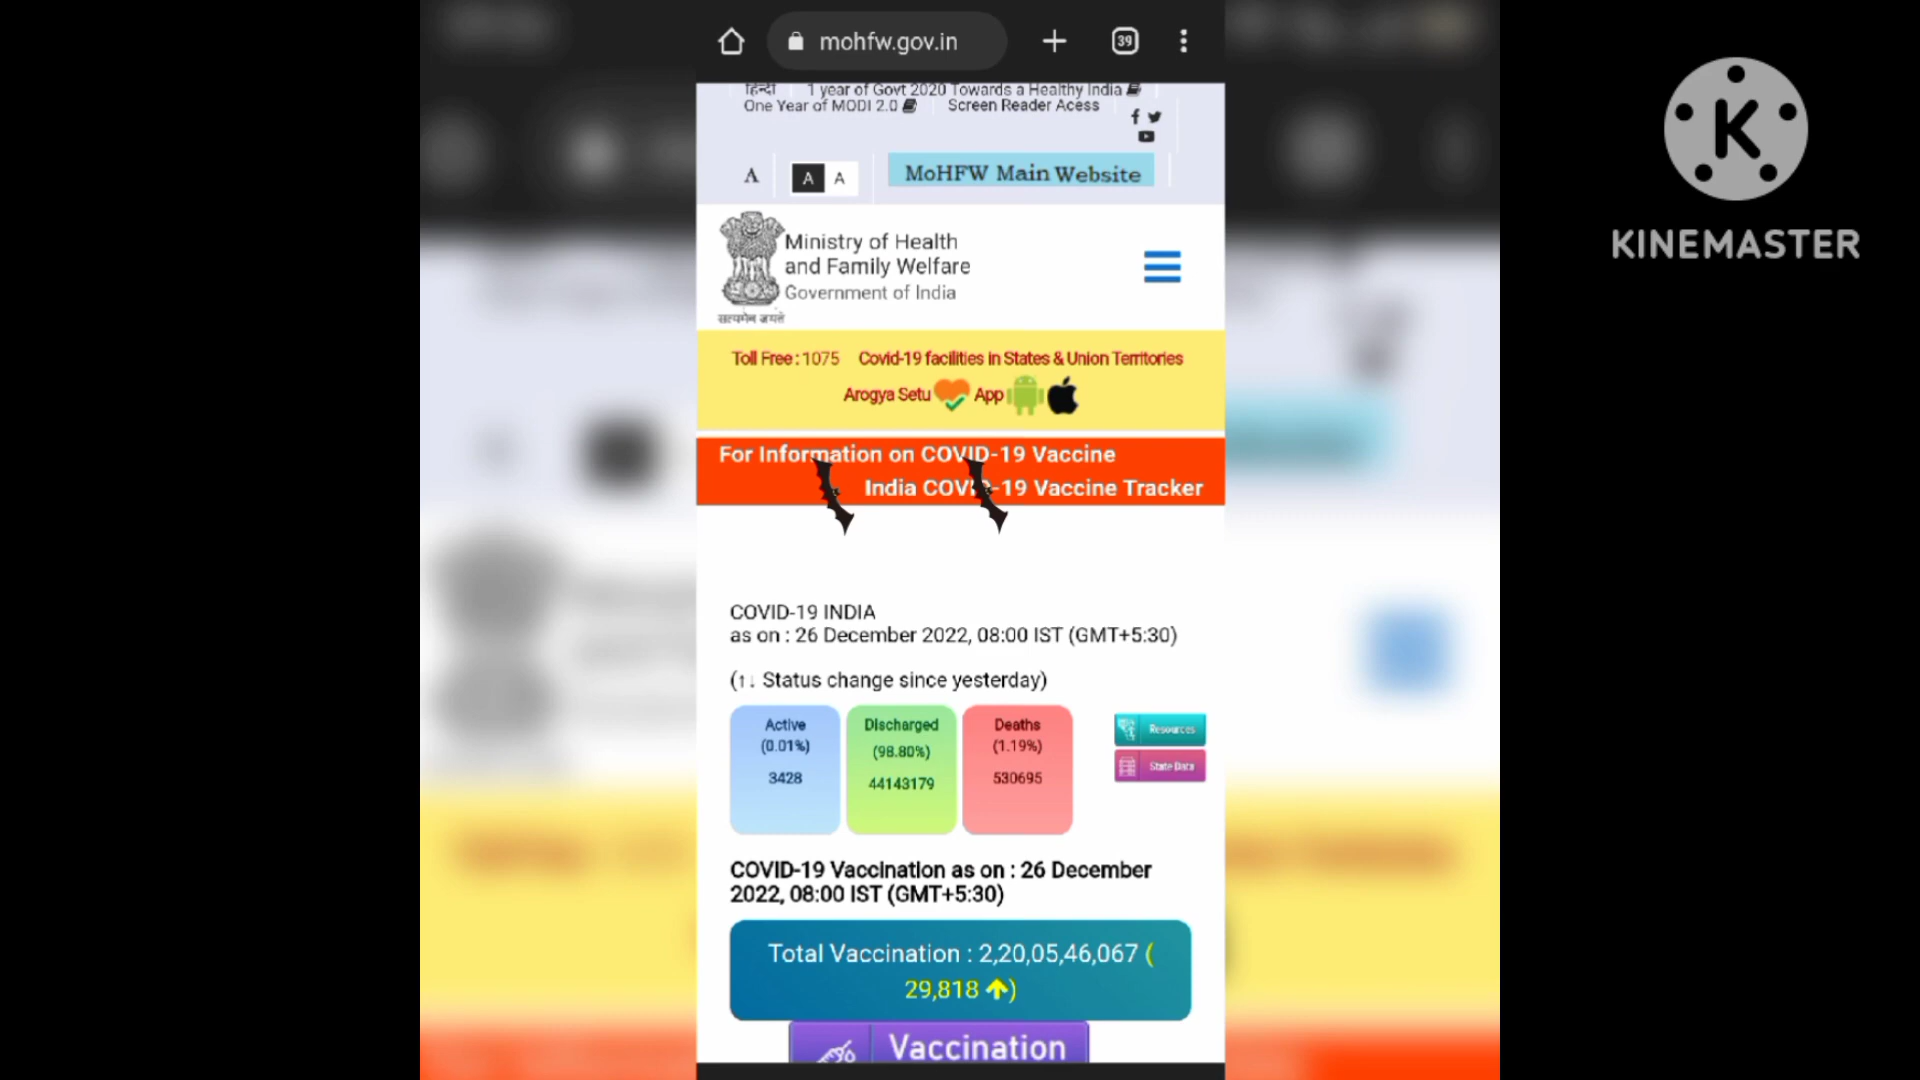 mohfw.gov.in
39
हिन्दी 1 year of Govt 2020 Towards a Healthy India
One Year of MODI 2.0 Screen Reader Acess
A A A MoHFW Main Website
Ministry of Health
and Family Welfare
Government of India
सत्यमेव जयते
Toll Free : 1075 Covid-19 facilities in States & Union Territories
Arogya Setu App
For Information on COVID-19 Vaccine
India COVID-19 Vaccine Tracker
COVID-19 INDIA
as on : 26 December 2022, 08:00 IST (GMT+5:30)
(↑↓ Status change since yesterday)
Active
(0.01%)
3428
Discharged
(98.80%)
44143179
Deaths
(1.19%)
530695
Resources
State Data
COVID-19 Vaccination as on : 26 December
2022, 08:00 IST (GMT+5:30)
Total Vaccination : 2,20,05,46,067 (
29,818 ↑)
Vaccination
K
KINEMASTER